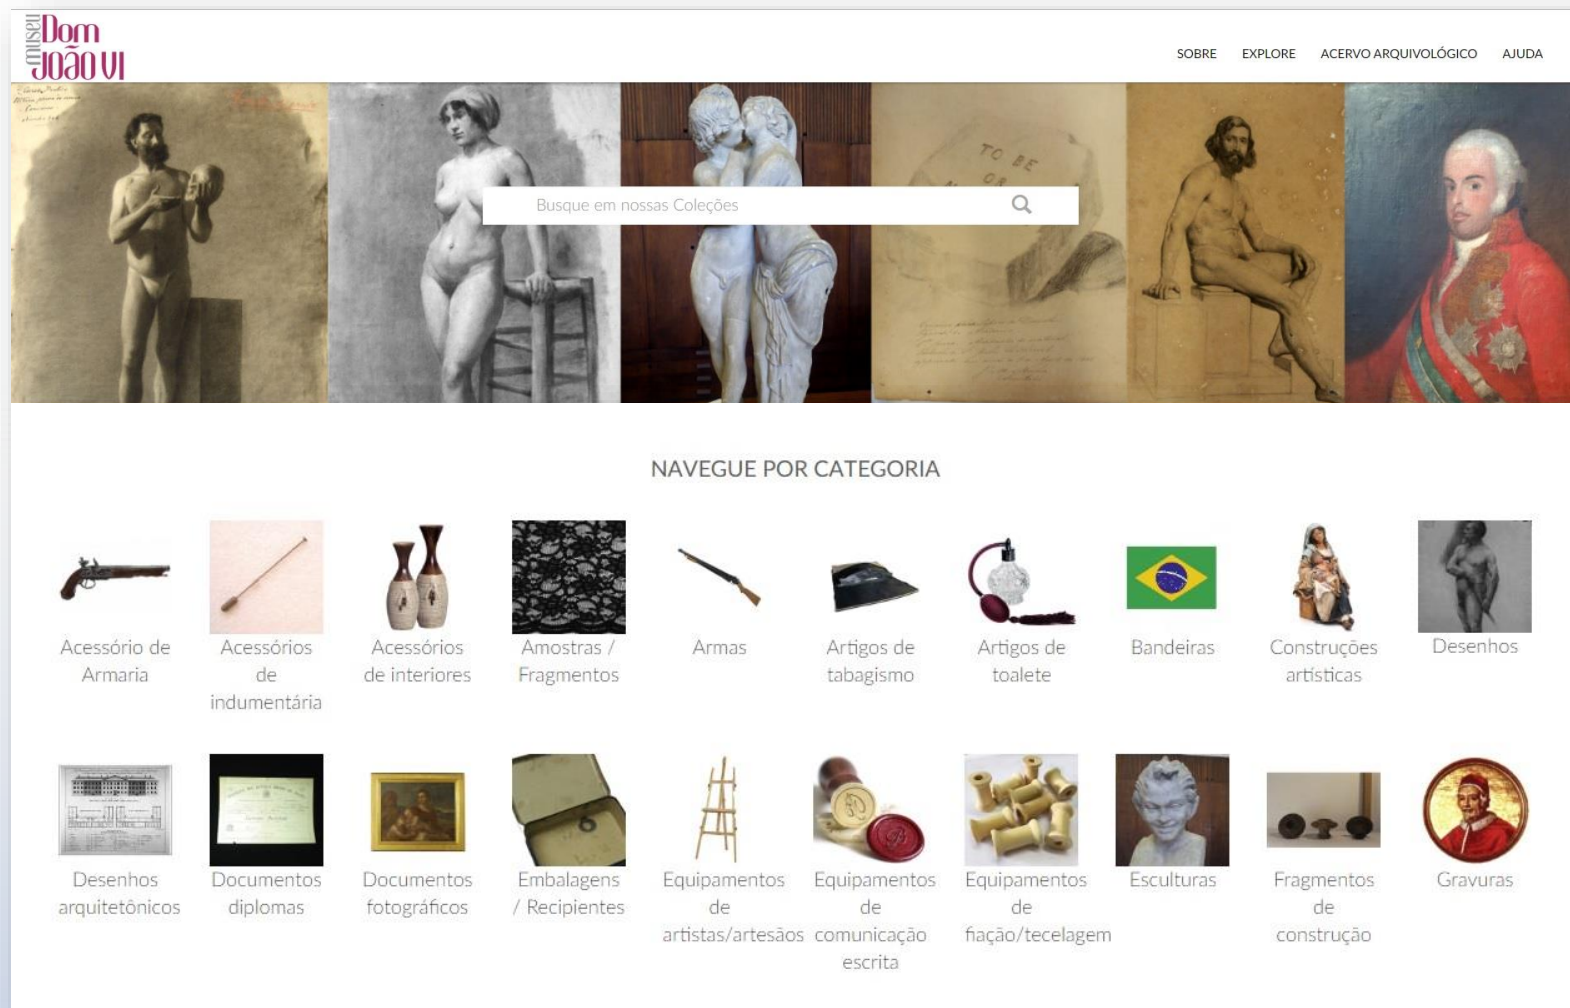 museu
Dom
João VI
SOBRE EXPLORE ACERVO ARQUIVOLÓGICO AJUDA
TO BE
OR
Busque em nossas Coleções
NAVEGUE POR CATEGORIA
Acessório de
Armaria
Acessórios
de
indumentária
Acessórios
de interiores
Amostras /
Fragmentos
Armas
Artigos de
tabagismo
Artigos de
toalete
Bandeiras
Construções
artísticas
Desenhos
Desenhos
arquitetônicos
Documentos
diplomas
Documentos
fotográficos
Embalagens
/ Recipientes
Equipamentos
de
artistas/artesãos
Equipamentos
de
comunicação
escrita
Equipamentos
de
fiação/tecelagem
Esculturas
Fragmentos
de
construção
Gravuras